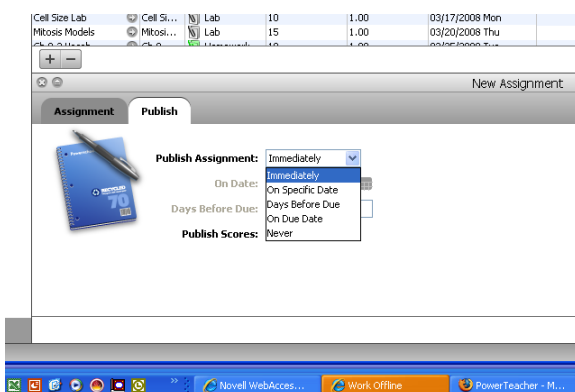 Cell Size Lab Cell Si... Lab 10 1.00 03/17/2008 Mon
Mitosis Models Mitosi... Lab 15 1.00 03/20/2008 Thu
New Assignment
Assignment Publish
Publish Assignment: Immediately
Immediately
On Date: On Specific Date
Days Before Due
Days Before Due: On Due Date
Publish Scores: Never
RECYCLED
70
Novell WebAcces... Work Offline PowerTeacher - M...